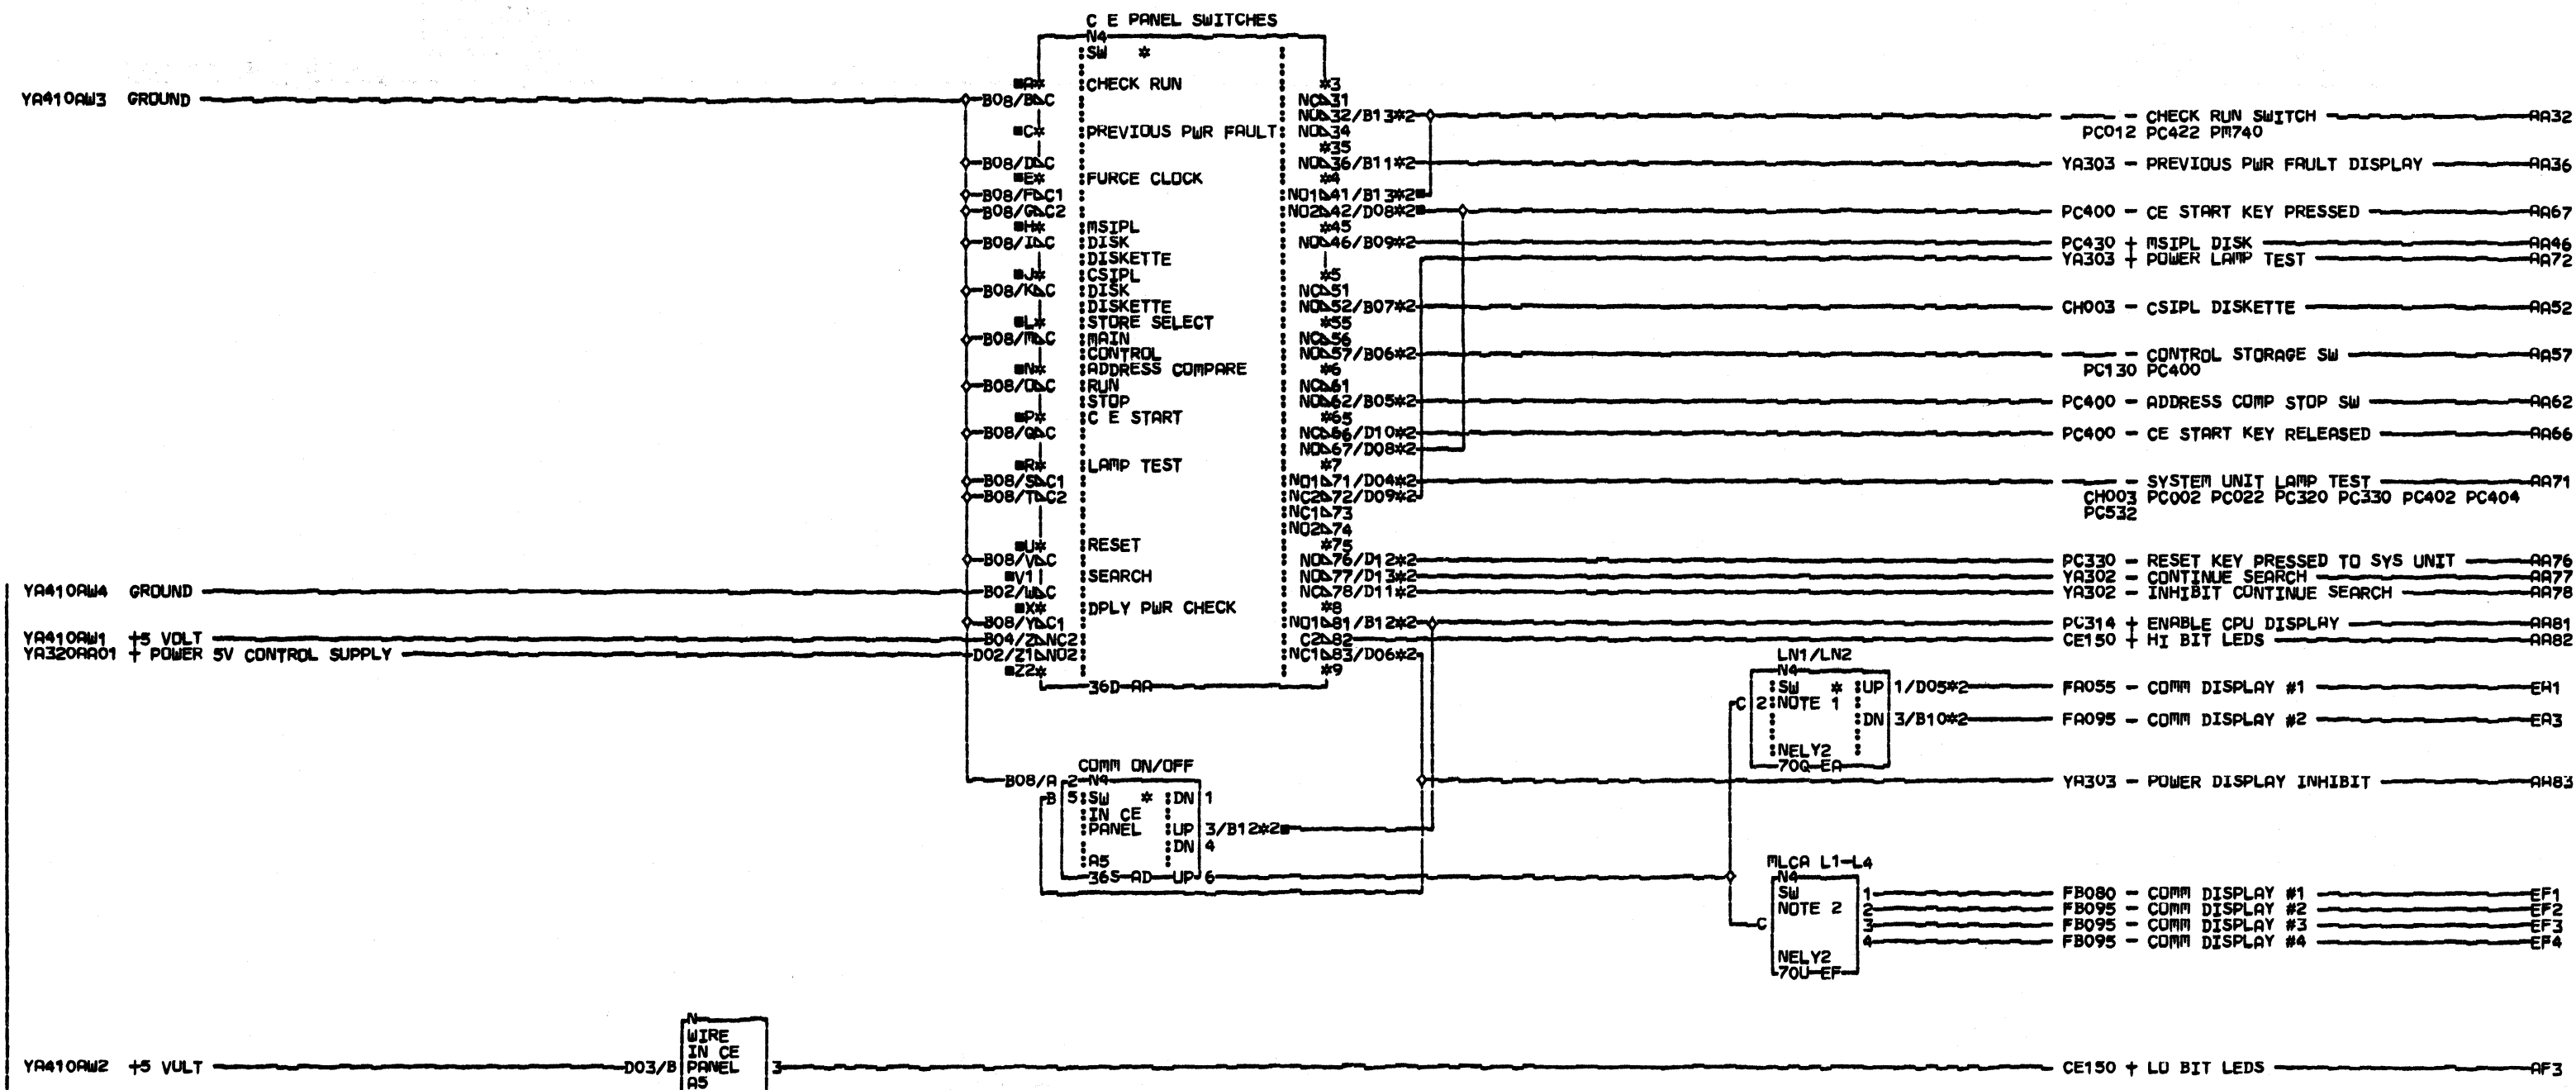 C E PANEL SWITCHES
N4
SW *
■A* CHECK RUN *3
YA410AW3 GROUND B08/B C NC 31
NO 32/B13*2 - CHECK RUN SWITCH AA32
■C* PREVIOUS PWR FAULT NO 34 PC012 PC422 PM740
*35
B08/D C NO 36/B11*2 YA303 - PREVIOUS PWR FAULT DISPLAY AA36
■E* FURCE CLOCK *4
B08/F C1 NO1 41/B13*2■
B08/G C2 NO2 42/D08*2■ PC400 - CE START KEY PRESSED AA67
■H* MSIPL *45
B08/I C DISK NO 46/B09*2 PC430 + MSIPL DISK AA46
DISKETTE YA303 + POWER LAMP TEST AA72
■J* CSIPL *5
B08/K C DISK NC 51
DISKETTE NO 52/B07*2 CH003 - CSIPL DISKETTE AA52
■L* STORE SELECT *55
B08/M C MAIN NC 56
CONTROL NO 57/B06*2 - CONTROL STORAGE SW AA57
■N* ADDRESS COMPARE *6 PC130 PC400
B08/O C RUN NC 61
STOP NO 62/B05*2 PC400 - ADDRESS COMP STOP SW AA62
■P* C E START *65
B08/Q C NC 66/D10*2 PC400 - CE START KEY RELEASED AA66
NO 67/D08*2
■R* LAMP TEST *7
B08/S C1 NO1 71/D04*2 - SYSTEM UNIT LAMP TEST AA71
B08/T C2 NC2 72/D09*2 CH003 PC002 PC022 PC320 PC330 PC402 PC404
NC1 73 PC532
NO2 74
■U* RESET *75
B08/V C NO 76/D12*2 PC330 - RESET KEY PRESSED TO SYS UNIT AA76
■V1 SEARCH NO 77/D13*2 YA302 - CONTINUE SEARCH AA77
YA410AW4 GROUND B02/W C NC 78/D11*2 YA302 - INHIBIT CONTINUE SEARCH AA78
■X* DPLY PWR CHECK *8
B08/Y C1 NO1 81/B12*2 PC314 + ENABLE CPU DISPLAY AA81
YA410AW1 +5 VOLT B04/Z NC2 C2 82 CE150 + HI BIT LEDS AA82
YA320AA01 + POWER 5V CONTROL SUPPLY D02/Z1 NO2 NC1 83/D06*2
■Z2* *9
36D AA
LN1/LN2
N4
SW * UP 1/D05*2 FA055 - COMM DISPLAY #1 EA1
C 2 NOTE 1
DN 3/B10*2 FA095 - COMM DISPLAY #2 EA3
NELY2
70Q EA
COMM ON/OFF
B08/A 2 N4 YA303 - POWER DISPLAY INHIBIT AA83
B 5 SW * DN 1
IN CE
PANEL UP 3/B12*2■
DN 4
A5
36S AD UP 6
MLCA L1-L4
N4
SW 1 FB080 - COMM DISPLAY #1 EF1
NOTE 2 2 FB095 - COMM DISPLAY #2 EF2
C 3 FB095 - COMM DISPLAY #3 EF3
4 FB095 - COMM DISPLAY #4 EF4
NELY2
70U EF
N
WIRE
IN CE
YA410AW2 +5 VULT D03/B PANEL 3 CE150 + LO BIT LEDS AF3
A5